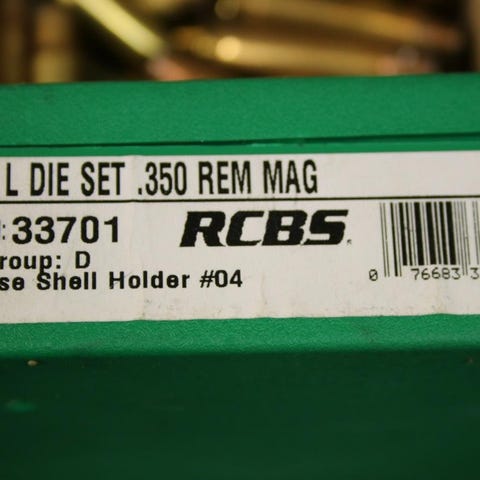 L DIE SET .350 REM MAG
:33701 RCBS
roup: D
se Shell Holder #04
0 76683 3